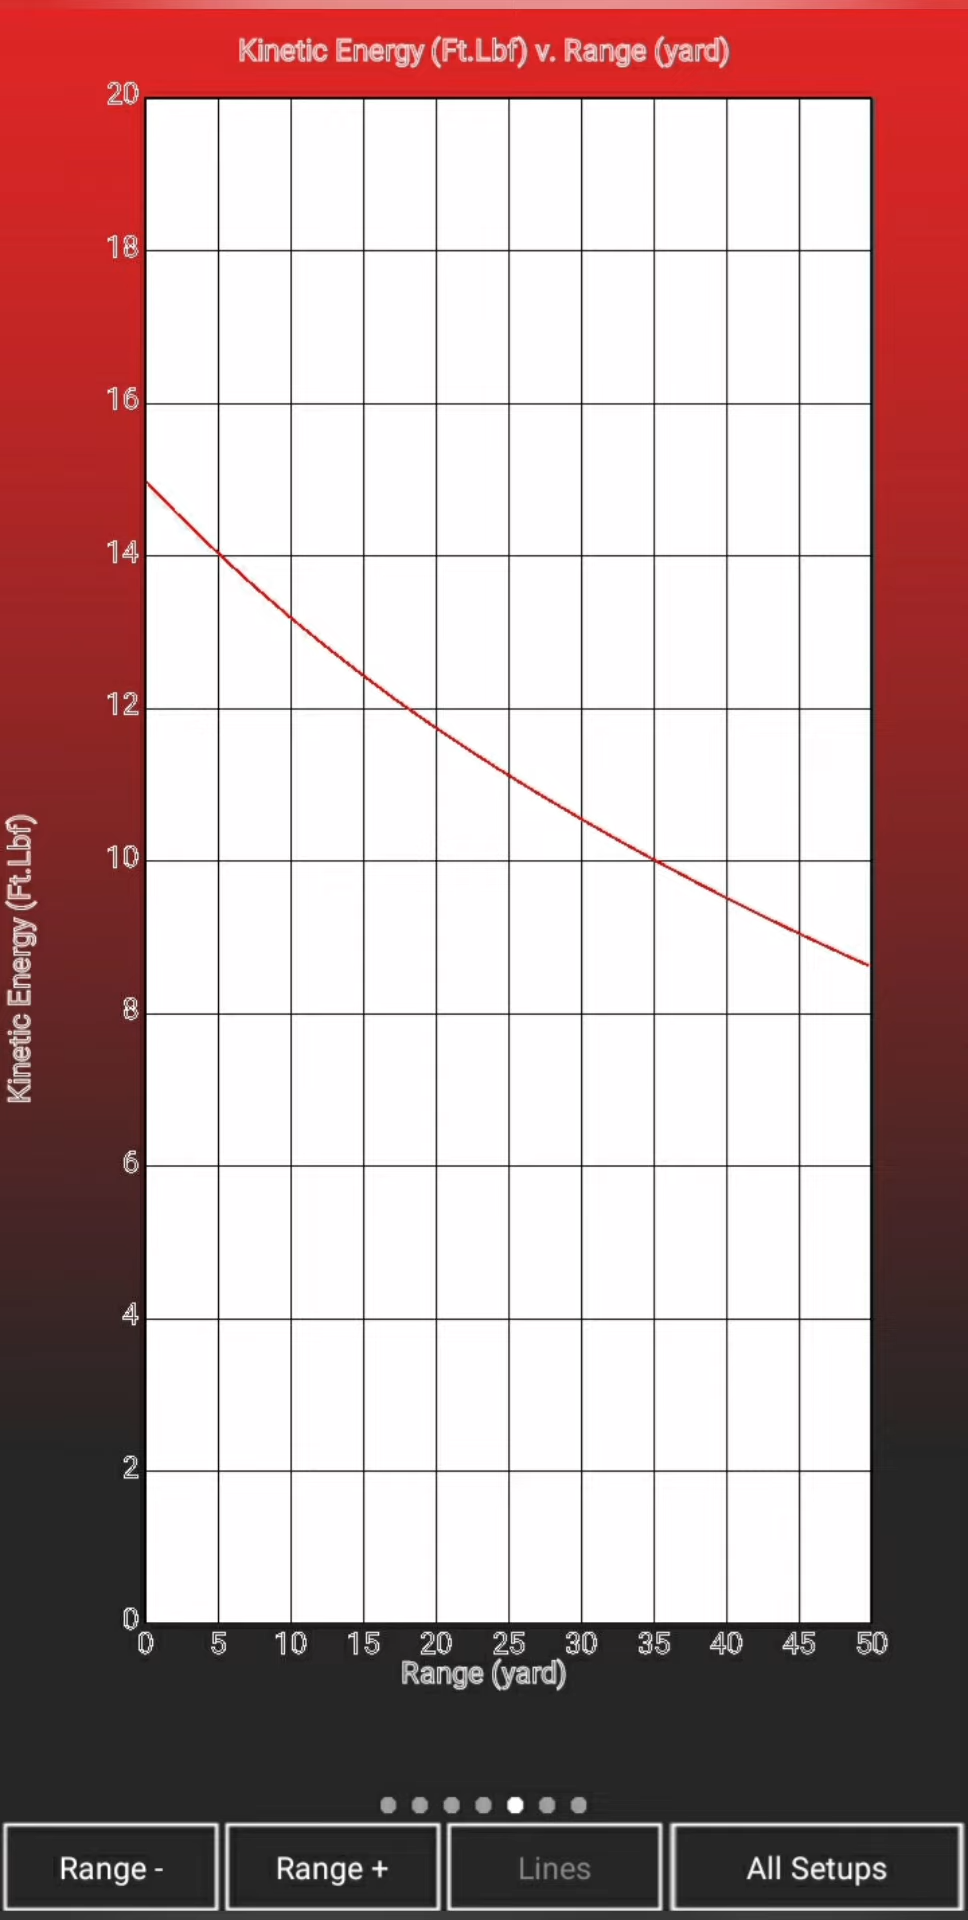 Kinetic Energy (Ft.Lbf) v. Range (yard)
20
18
16
14
12
10
8
6
4
2
0
Kinetic Energy (Ft.Lbf)
0 5 10 15 20 25 30 35 40 45 50
Range (yard)
Range - Range + Lines All Setups